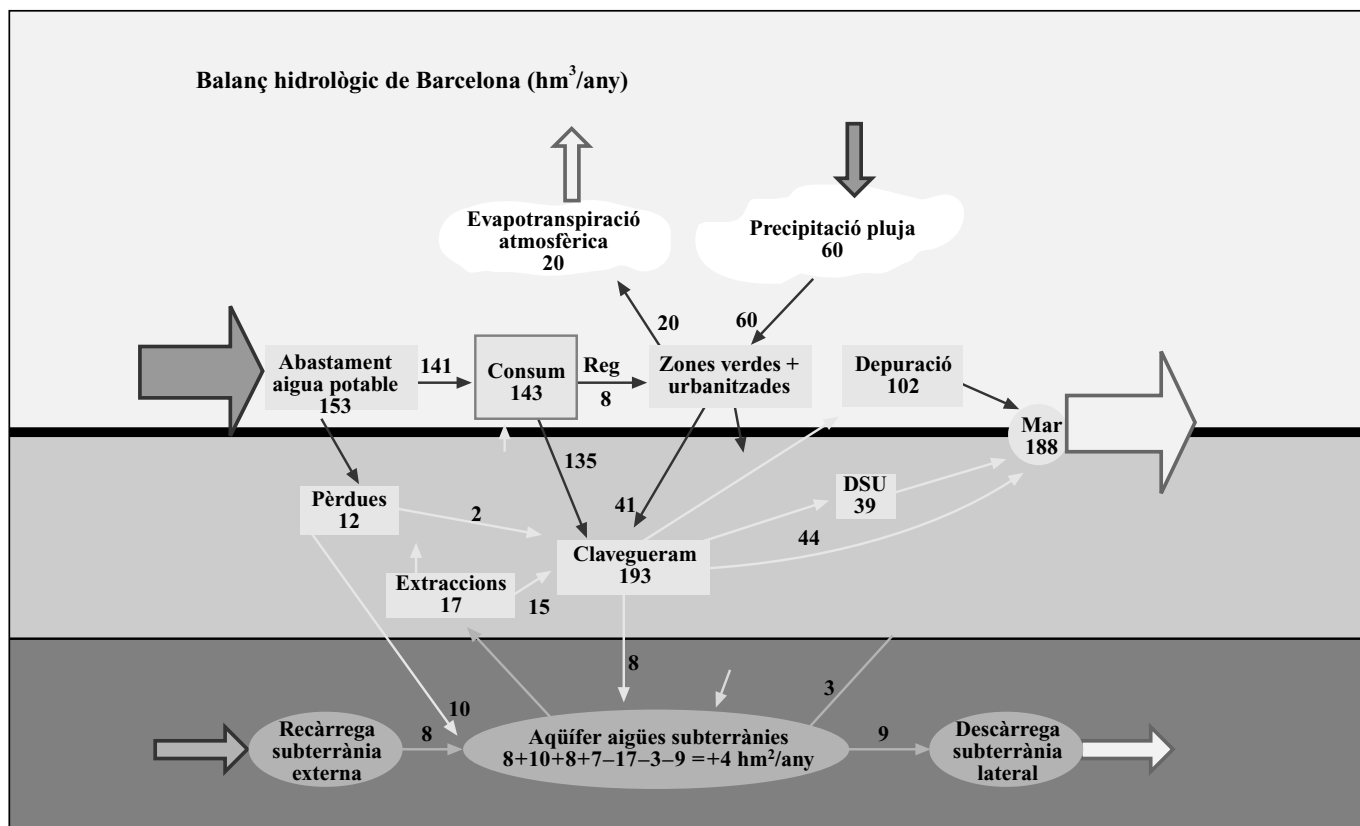 Balanç hidrològic de Barcelona (hm³/any)
Evapotranspiració
atmosfèrica
20
Precipitació pluja
60
20
60
Abastament
aigua potable
153
141
Consum
143
Reg
8
Zones verdes +
urbanitzades
Depuració
102
Mar
188
135
Pèrdues
12
2
41
DSU
39
44
Clavegueram
193
Extraccions
17
15
8
3
10
Recàrrega
subterrània
externa
8
Aqüífer aigües subterrànies
8+10+8+7–17–3–9 =+4 hm²/any
9
Descàrrega
subterrània
lateral